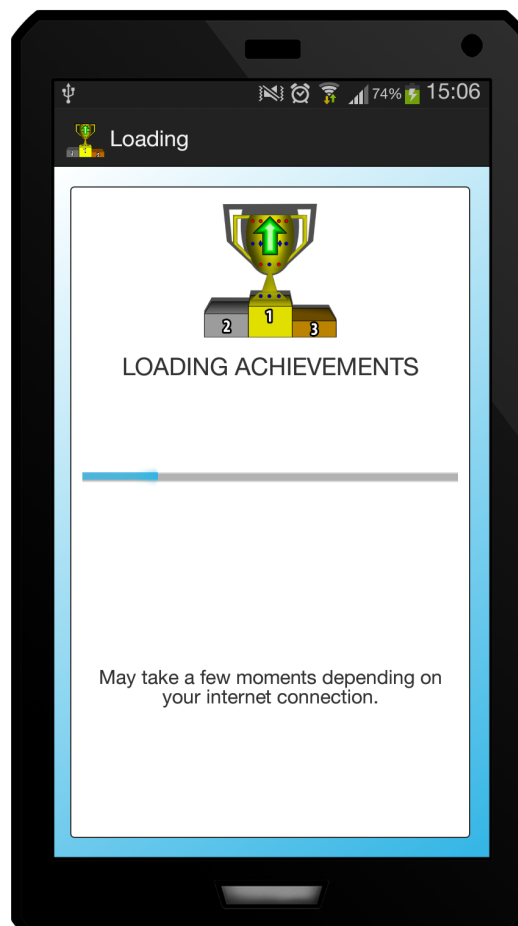 74% 15:06
Loading
2 1 3
LOADING ACHIEVEMENTS
May take a few moments depending on
your internet connection.